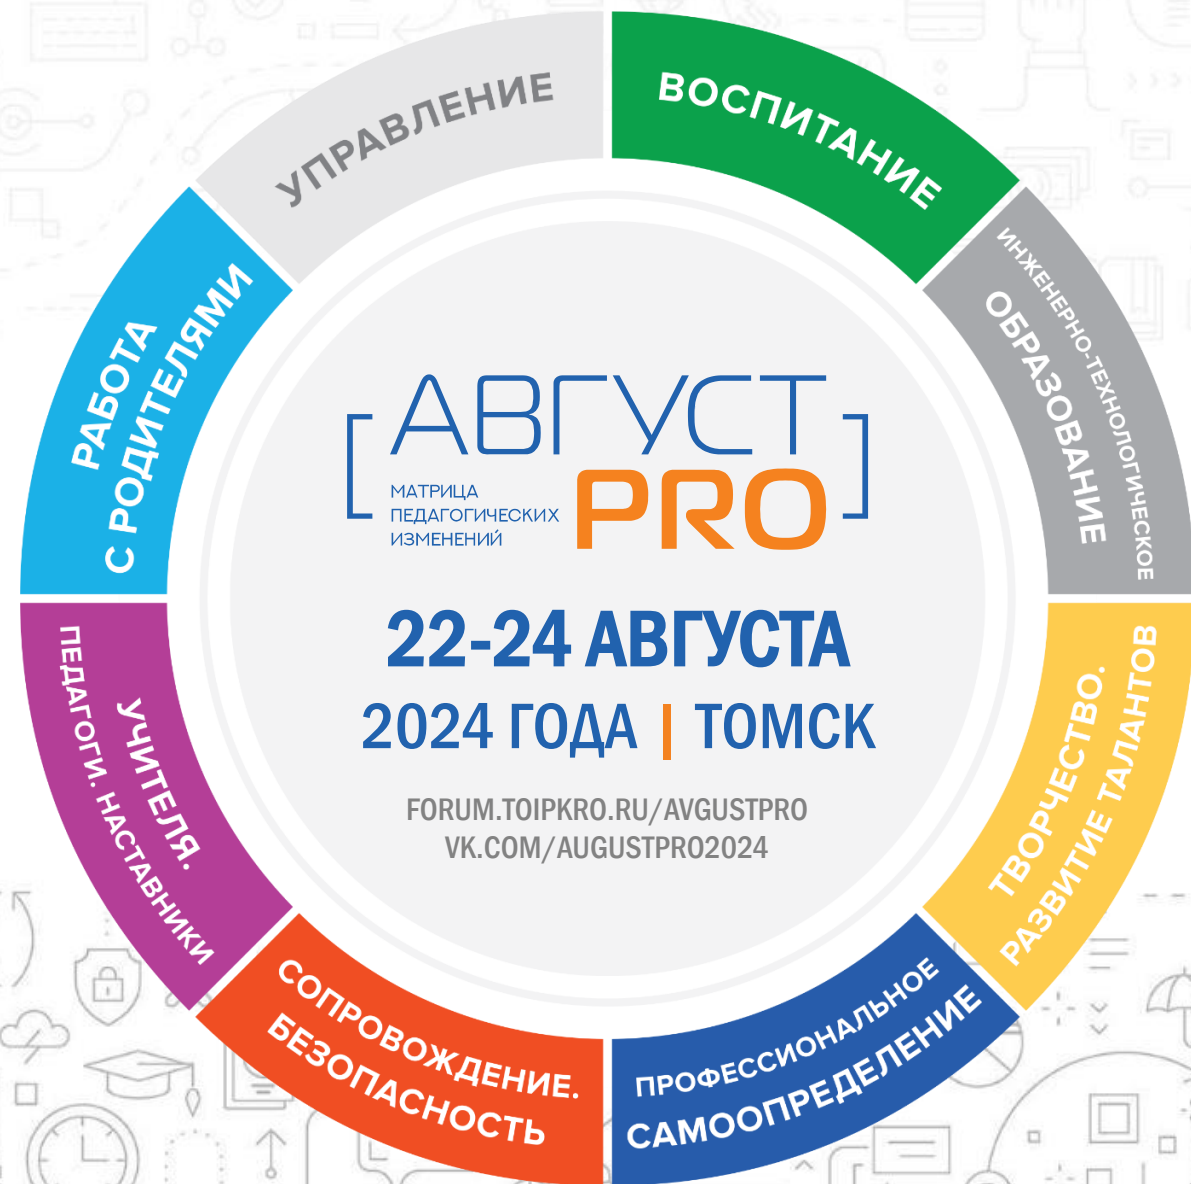 УПРАВЛЕНИЕ
ВОСПИТАНИЕ
ИНЖЕНЕРНО-ТЕХНОЛОГИЧЕСКОЕ
ОБРАЗОВАНИЕ
ТВОРЧЕСТВО.
РАЗВИТИЕ ТАЛАНТОВ
ПРОФЕССИОНАЛЬНОЕ
САМООПРЕДЕЛЕНИЕ
СОПРОВОЖДЕНИЕ.
БЕЗОПАСНОСТЬ
УЧИТЕЛЯ.
ПЕДАГОГИ. НАСТАВНИКИ
РАБОТА
С РОДИТЕЛЯМИ
[АВГУСТ
PRO]
МАТРИЦА
ПЕДАГОГИЧЕСКИХ
ИЗМЕНЕНИЙ
22-24 АВГУСТА
2024 ГОДА | ТОМСК
FORUM.TOIPKRO.RU/AVGUSTPRO
VK.COM/AUGUSTPRO2024